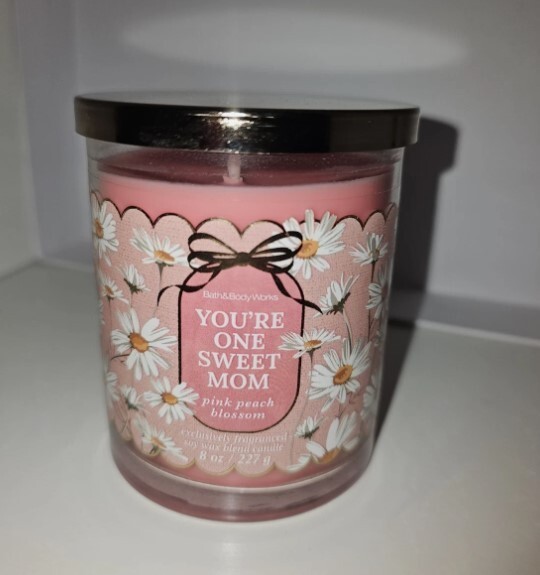 Bath&BodyWorks
YOU'RE
ONE
SWEET
MOM
pink peach
blossom
exclusively fragranced
soy wax blend candle
8 oz / 227 g